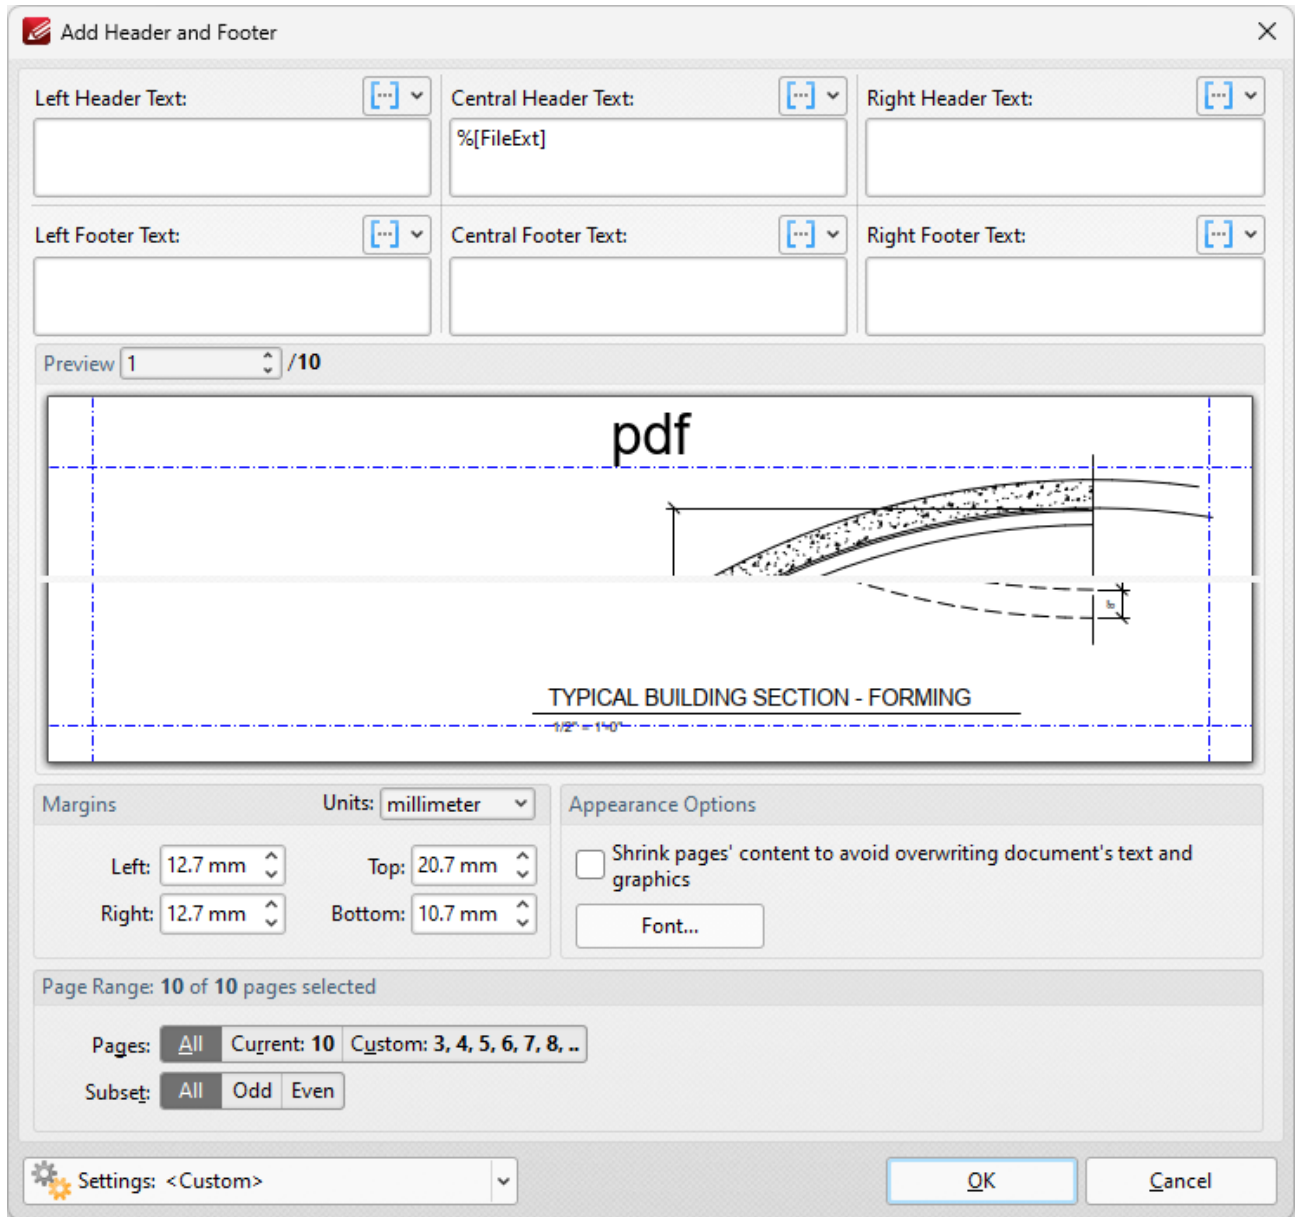 Add Header and Footer
Left Header Text:
Central Header Text:
Right Header Text:
%[FileExt]
Left Footer Text:
Central Footer Text:
Right Footer Text:
Preview 1 /10
pdf
TYPICAL BUILDING SECTION - FORMING
1/2" = 1'-0"
Margins
Units: millimeter
Appearance Options
Left: 12.7 mm
Top: 20.7 mm
Shrink pages' content to avoid overwriting document's text and
graphics
Right: 12.7 mm
Bottom: 10.7 mm
Font...
Page Range: 10 of 10 pages selected
Pages: All Current: 10 Custom: 3, 4, 5, 6, 7, 8, ..
Subset: All Odd Even
Settings: <Custom>
OK
Cancel